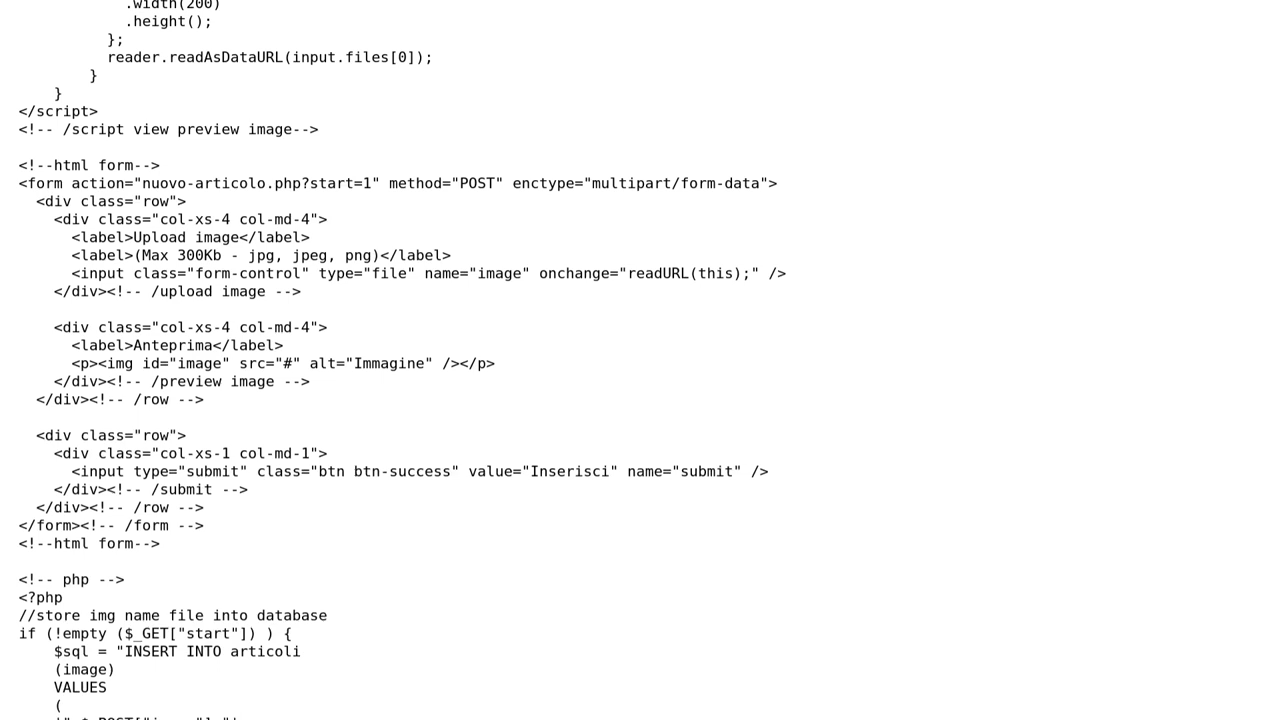 .width(200)
.height();
};
reader.readAsDataURL(input.files[0]);
}
}
</script>
<!-- /script view preview image-->
<!--html form-->
<form action="nuovo-articolo.php?start=1" method="POST" enctype="multipart/form-data">
<div class="row">
<div class="col-xs-4 col-md-4">
<label>Upload image</label>
<label>(Max 300Kb - jpg, jpeg, png)</label>
<input class="form-control" type="file" name="image" onchange="readURL(this);" />
</div><!-- /upload image -->
<div class="col-xs-4 col-md-4">
<label>Anteprima</label>
<p><img id="image" src="#" alt="Immagine" /></p>
</div><!-- /preview image -->
</div><!-- /row -->
<div class="row">
<div class="col-xs-1 col-md-1">
<input type="submit" class="btn btn-success" value="Inserisci" name="submit" />
</div><!-- /submit -->
</div><!-- /row -->
</form><!-- /form -->
<!--html form-->
<!-- php -->
<?php
//store img name file into database
if (!empty ($_GET["start"]) ) {
$sql = "INSERT INTO articoli
(image)
VALUES
(